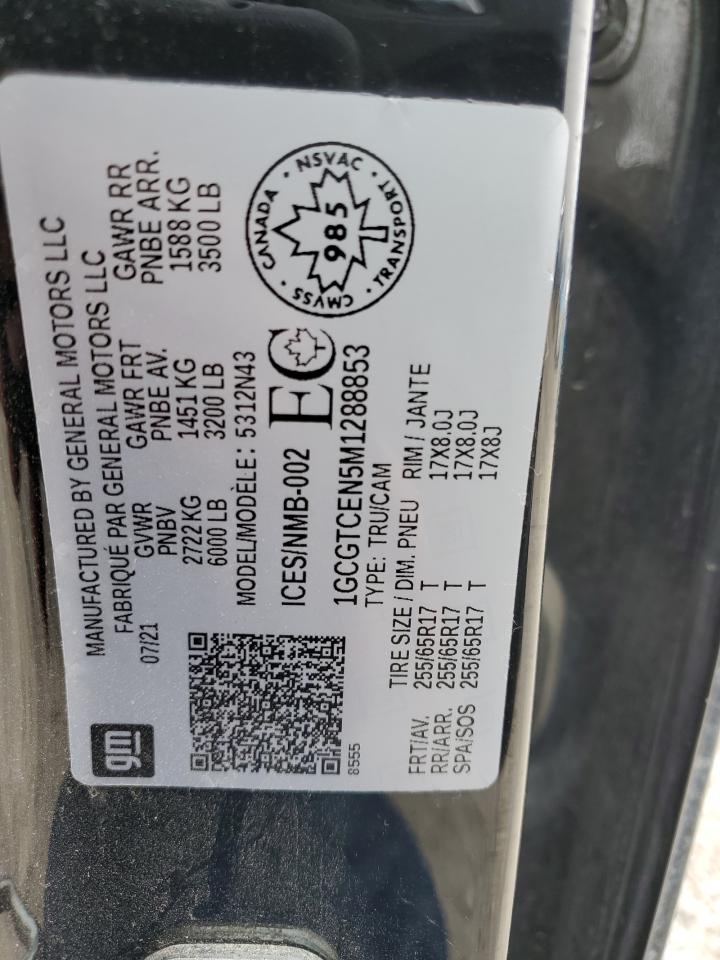 gm
MANUFACTURED BY GENERAL MOTORS LLC
FABRIQUÉ PAR GENERAL MOTORS LLC
07/21 GVWR GAWR FRT GAWR RR
PNBV PNBE AV. PNBE ARR.
2722 KG 1451 KG 1588 KG
6000 LB 3200 LB 3500 LB
MODEL/MODÈLE: 5312N43
ICES/NMB-002 EC
CANADA · NSVAC · TRANSPORT · CMVSS
985
1GCGTCEN5M1288853
TYPE: TRU/CAM
8555
TIRE SIZE / DIM. PNEU RIM / JANTE
FRT/AV. 255/65R17 T 17X8.0J
RR/ARR. 255/65R17 T 17X8.0J
SPA/SOS 255/65R17 T 17X8J